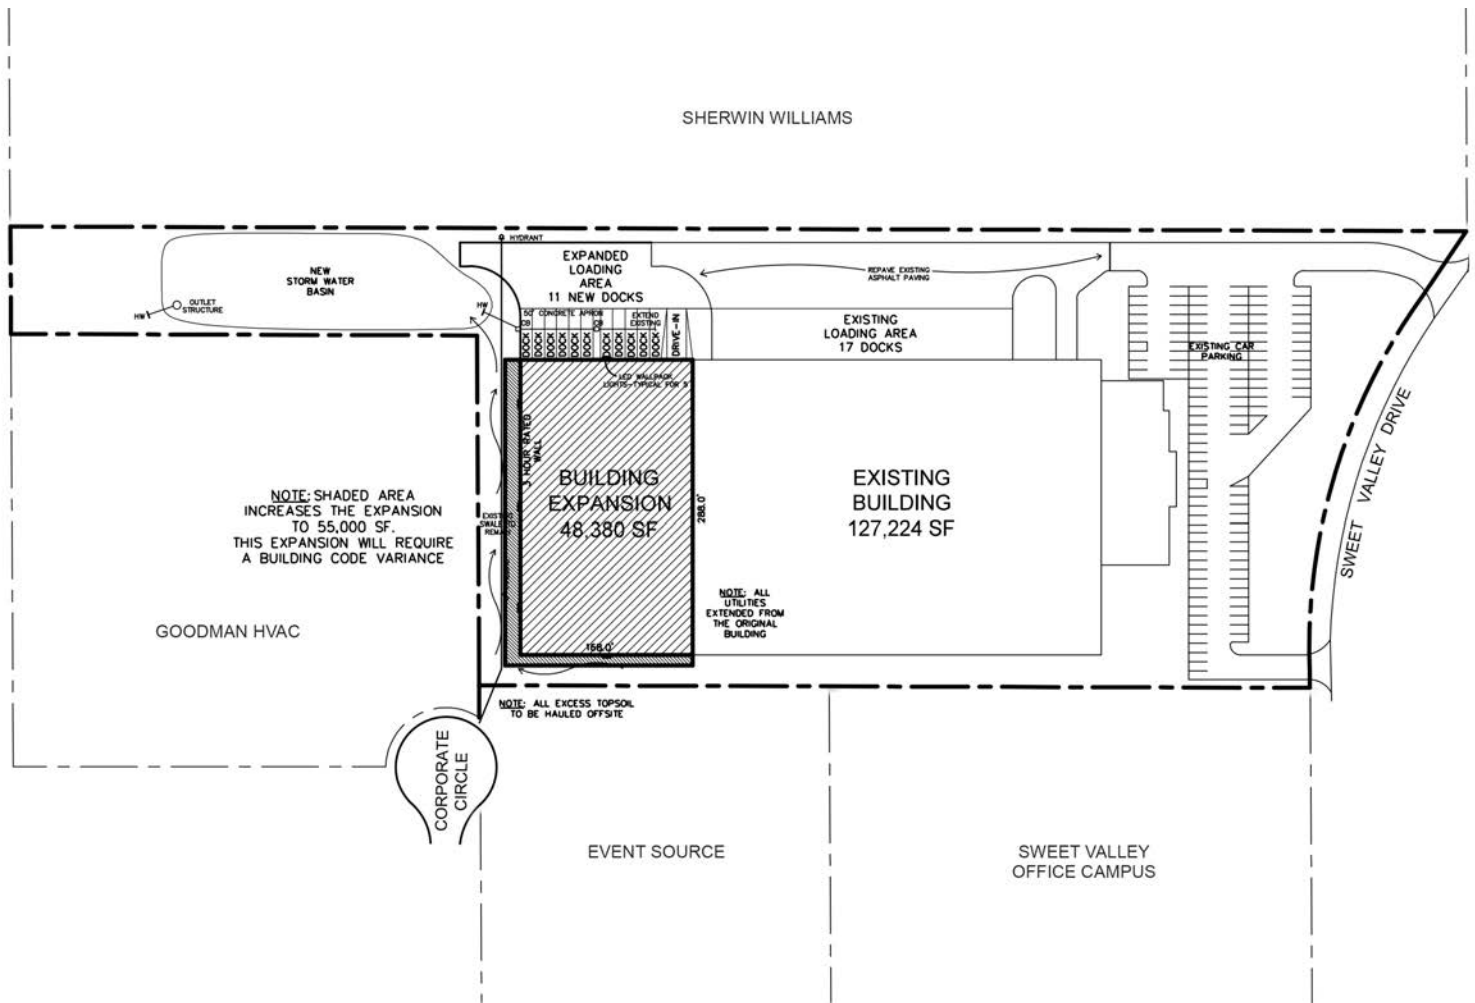 SHERWIN WILLIAMS
HYDRANT
NEW
STORM WATER
BASIN
OUTLET
STRUCTURE
HW
HW
EXPANDED
LOADING
AREA
11 NEW DOCKS
REPAVE EXISTING
ASPHALT PAVING
50' CONCRETE APRON
CB
CB
EXTEND
EXISTING
DOCK
DOCK
DOCK
DOCK
DOCK
DOCK
DOCK
DOCK
DOCK
DOCK
DOCK
DRIVE-IN
EXISTING
LOADING AREA
17 DOCKS
EXISTING CAR
PARKING
LED WALLPACK
LIGHTS-TYPICAL FOR 5
3 HOUR RATED
WALL
BUILDING
EXPANSION
48,380 SF
288.0'
168.0'
EXISTING
BUILDING
127,224 SF
SWEET VALLEY DRIVE
NOTE: SHADED AREA
INCREASES THE EXPANSION
TO 55,000 SF.
THIS EXPANSION WILL REQUIRE
A BUILDING CODE VARIANCE
EXISTING
SWALE TO
REMAIN
NOTE: ALL
UTILITIES
EXTENDED FROM
THE ORIGINAL
BUILDING
GOODMAN HVAC
NOTE: ALL EXCESS TOPSOIL
TO BE HAULED OFFSITE
CORPORATE
CIRCLE
EVENT SOURCE
SWEET VALLEY
OFFICE CAMPUS